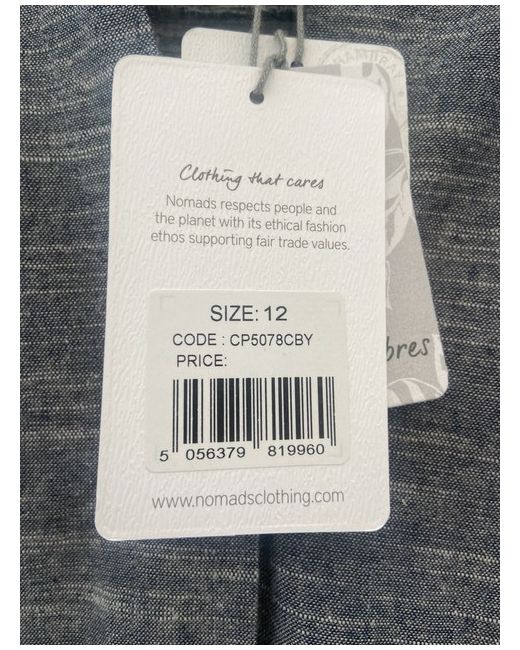 Clothing that cares
Nomads respects people and
the planet with its ethical fashion
ethos supporting fair trade values.
SIZE: 12
CODE : CP5078CBY
PRICE:
5 056379 819960
www.nomadsclothing.com